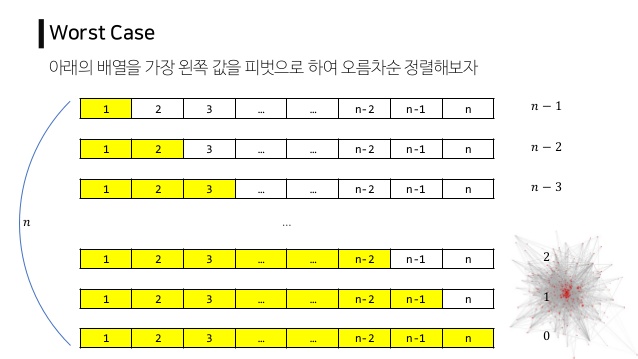 Worst Case
아래의 배열을 가장 왼쪽 값을 피벗으로 하여 오름차순 정렬해보자
1 2 3 … … n-2 n-1 n n − 1
1 2 3 … … n-2 n-1 n n − 2
1 2 3 … … n-2 n-1 n n − 3
n …
1 2 3 … … n-2 n-1 n 2
1 2 3 … … n-2 n-1 n 1
1 2 3 … … n-2 n-1 n 0